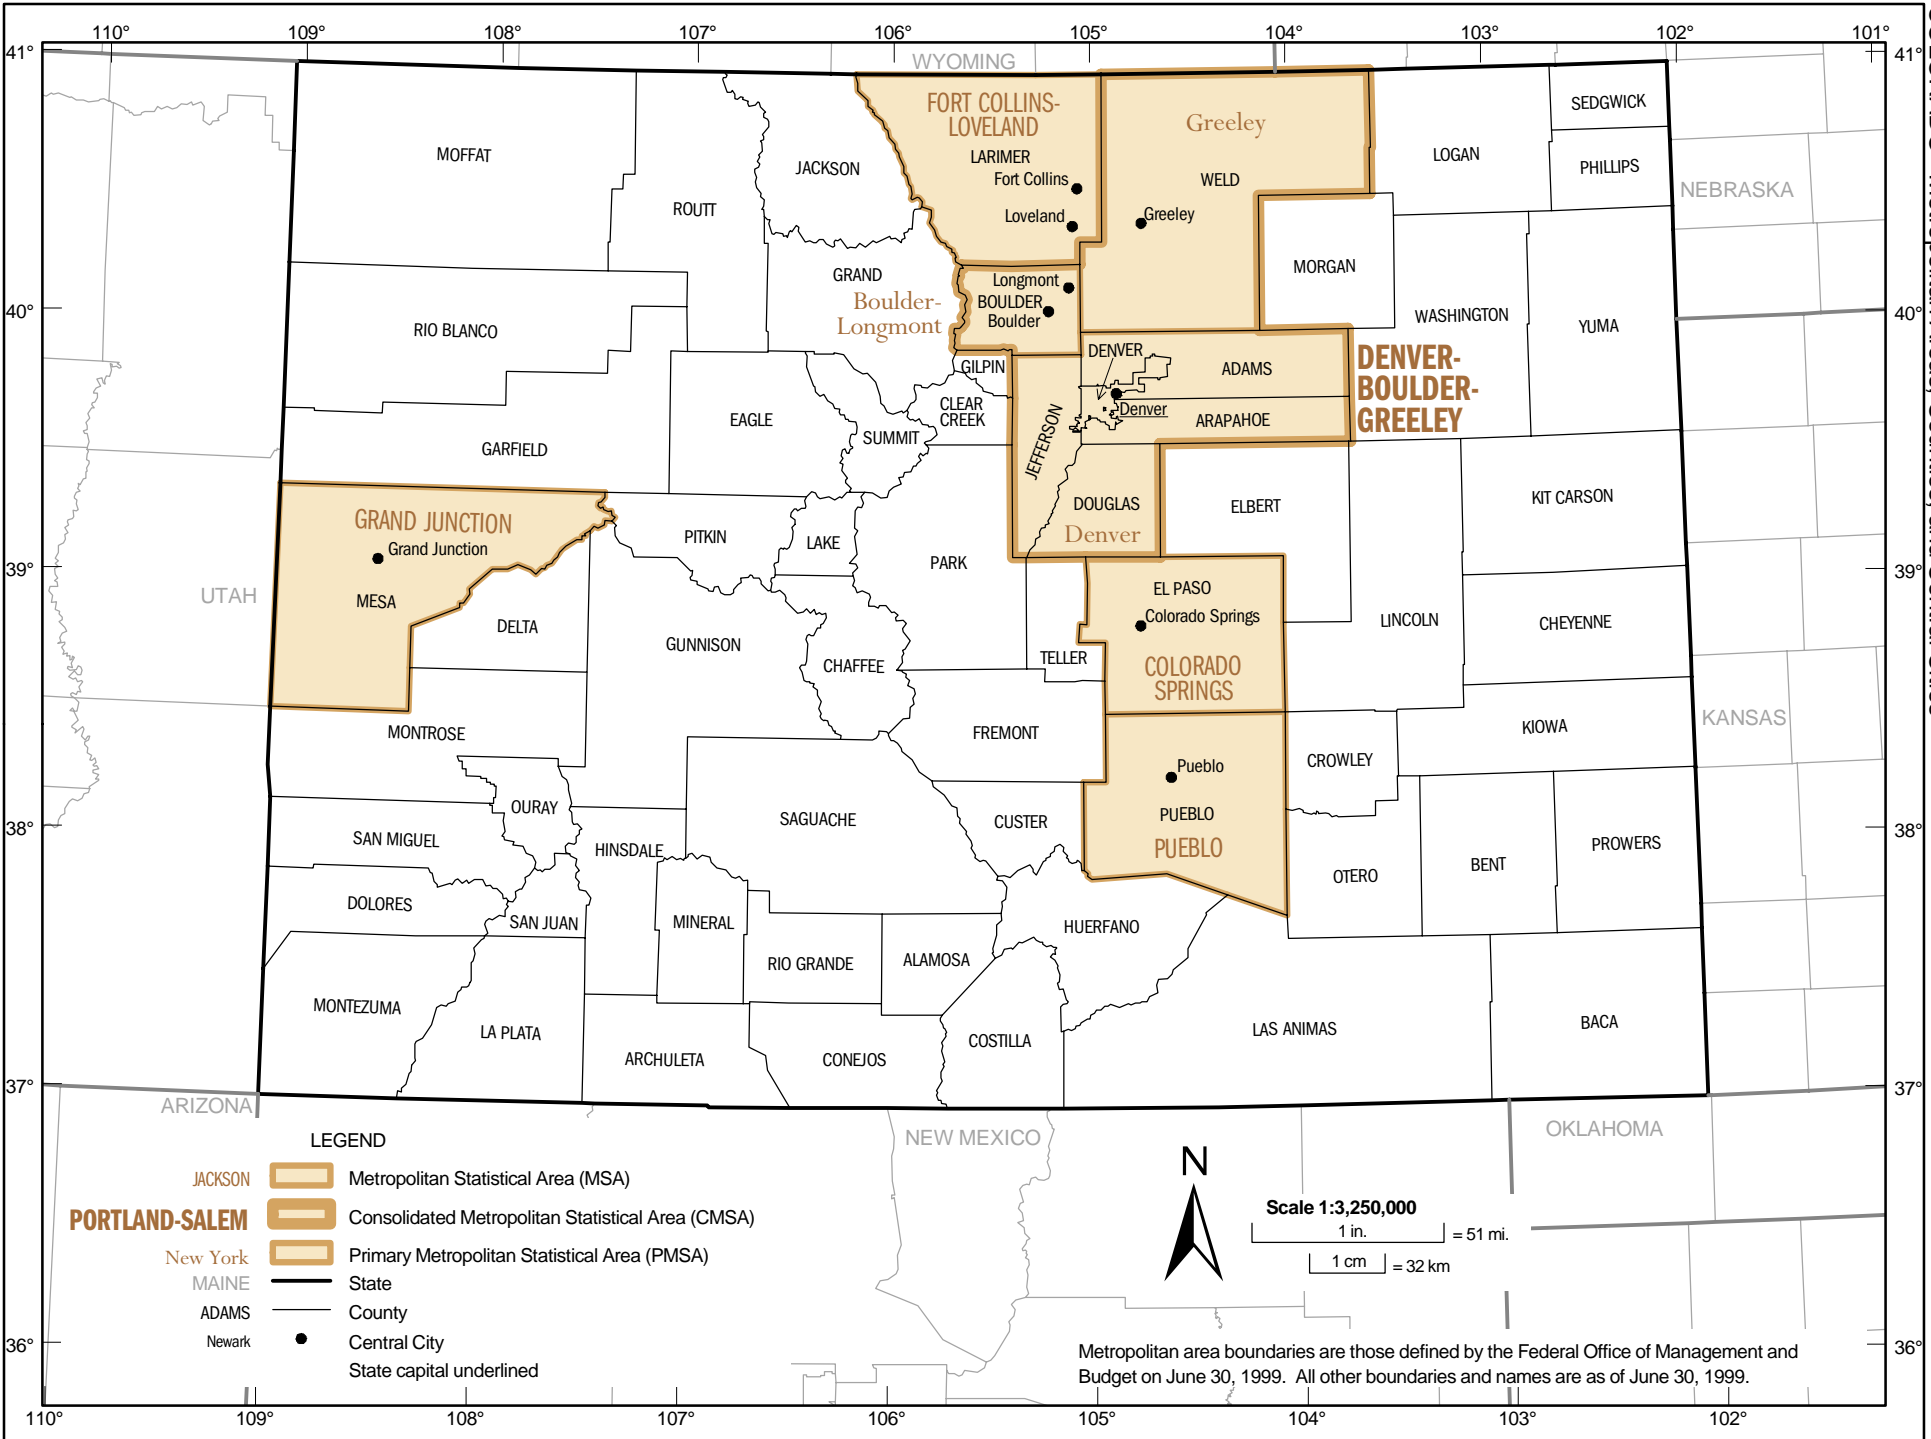 110°
109°
108°
107°
106°
105°
104°
103°
102°
101°
41°
41°
WYOMING
FORT COLLINS-
LOVELAND
Greeley
SEDGWICK
MOFFAT
JACKSON
LARIMER
Fort Collins
WELD
LOGAN
PHILLIPS
NEBRASKA
ROUTT
Loveland
Greeley
GRAND
Longmont
BOULDER
Boulder
MORGAN
Boulder-
Longmont
40°
40°
RIO BLANCO
WASHINGTON
YUMA
DENVER
GILPIN
ADAMS
DENVER-
BOULDER-
GREELEY
CLEAR
CREEK
Denver
ARAPAHOE
EAGLE
SUMMIT
JEFFERSON
GARFIELD
GRAND JUNCTION
Grand Junction
PITKIN
LAKE
DOUGLAS
Denver
ELBERT
KIT CARSON
PARK
39°
39°
UTAH
MESA
EL PASO
Colorado Springs
DELTA
GUNNISON
LINCOLN
CHEYENNE
CHAFFEE
TELLER
COLORADO
SPRINGS
MONTROSE
FREMONT
KANSAS
KIOWA
Pueblo
CROWLEY
OURAY
SAGUACHE
CUSTER
PUEBLO
PUEBLO
38°
38°
SAN MIGUEL
HINSDALE
BENT
PROWERS
OTERO
DOLORES
SAN JUAN
MINERAL
HUERFANO
RIO GRANDE
ALAMOSA
MONTEZUMA
LA PLATA
ARCHULETA
CONEJOS
COSTILLA
LAS ANIMAS
BACA
37°
37°
ARIZONA
NEW MEXICO
OKLAHOMA
LEGEND
JACKSON Metropolitan Statistical Area (MSA)
PORTLAND-SALEM Consolidated Metropolitan Statistical Area (CMSA)
New York Primary Metropolitan Statistical Area (PMSA)
MAINE State
ADAMS County
Newark Central City
State capital underlined
N
Scale 1:3,250,000
1 in. = 51 mi.
1 cm = 32 km
Metropolitan area boundaries are those defined by the Federal Office of Management and
Budget on June 30, 1999. All other boundaries and names are as of June 30, 1999.
36°
36°
110°
109°
108°
107°
106°
105°
104°
103°
102°